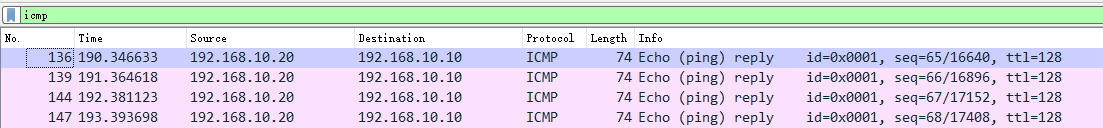 icmp
No. Time Source Destination Protocol Length Info
136 190.346633 192.168.10.20 192.168.10.10 ICMP 74 Echo (ping) reply id=0x0001, seq=65/16640, ttl=128
139 191.364618 192.168.10.20 192.168.10.10 ICMP 74 Echo (ping) reply id=0x0001, seq=66/16896, ttl=128
144 192.381123 192.168.10.20 192.168.10.10 ICMP 74 Echo (ping) reply id=0x0001, seq=67/17152, ttl=128
147 193.393698 192.168.10.20 192.168.10.10 ICMP 74 Echo (ping) reply id=0x0001, seq=68/17408, ttl=128